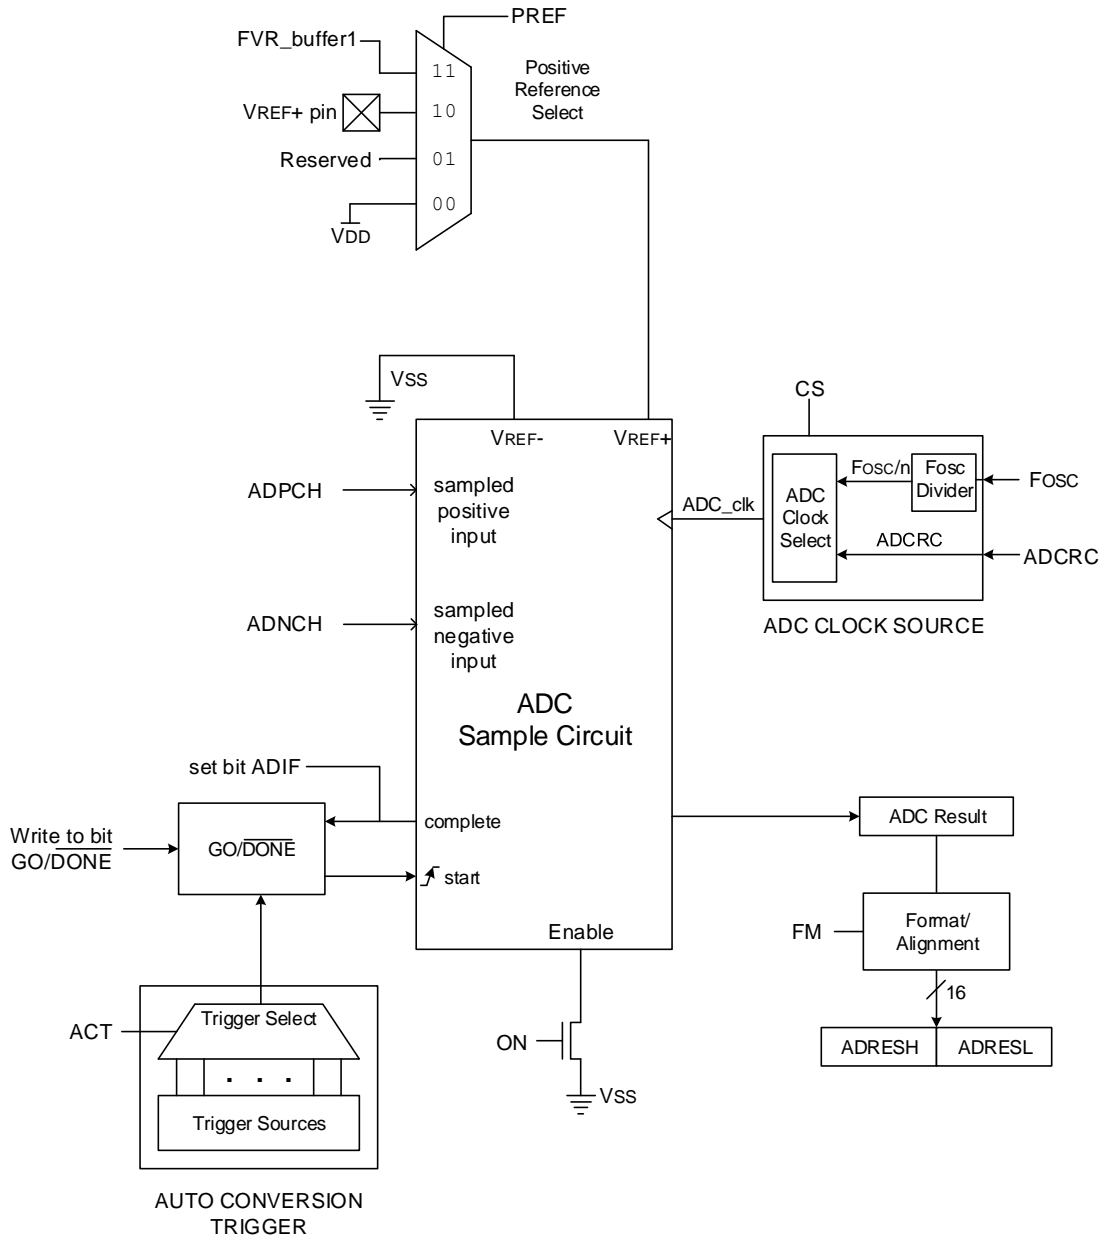 PREF
FVR_buffer1
11
Positive
Reference
Select
VREF+ pin
10
Reserved
01
00
VDD
VSS
VREF-
VREF+
CS
ADPCH
sampled
positive
input
ADC_clk
ADC
Clock
Select
FOSC/n
Fosc
Divider
FOSC
ADCRC
ADCRC
ADC CLOCK SOURCE
ADNCH
sampled
negative
input
ADC
Sample Circuit
set bit ADIF
complete
ADC Result
Write to bit
GO/DONE
GO/DONE
start
Enable
FM
Format/
Alignment
16
ADRESH
ADRESL
ON
VSS
ACT
Trigger Select
. . .
Trigger Sources
AUTO CONVERSION
TRIGGER